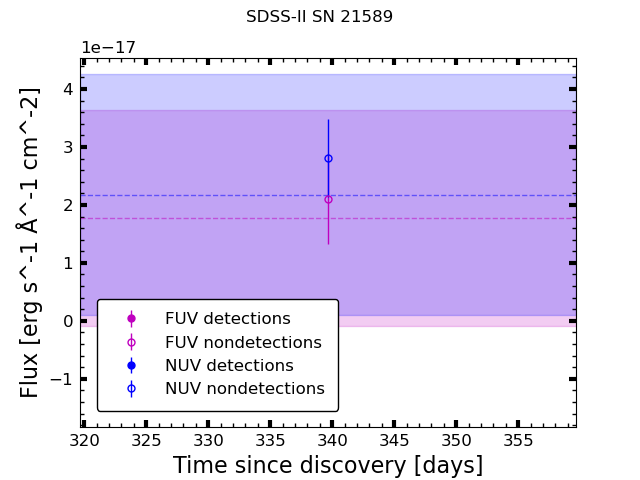 SDSS-II SN 21589
1e−17
4
3
2
1
0
−1
Flux [erg s^-1 Å^-1 cm^-2]
FUV detections
FUV nondetections
NUV detections
NUV nondetections
320 325 330 335 340 345 350 355
Time since discovery [days]